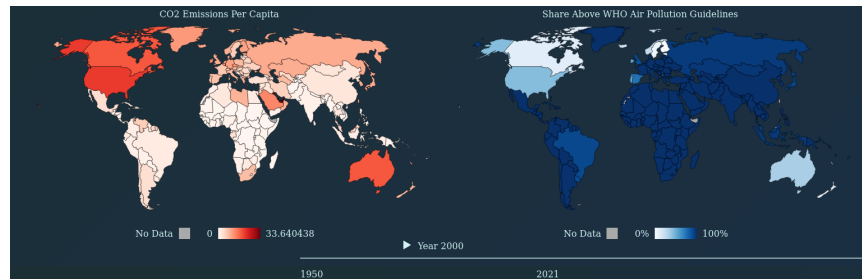 CO2 Emissions Per Capita
Share Above WHO Air Pollution Guidelines
No Data 0 33.640438
No Data 0% 100%
Year 2000
1950 2021